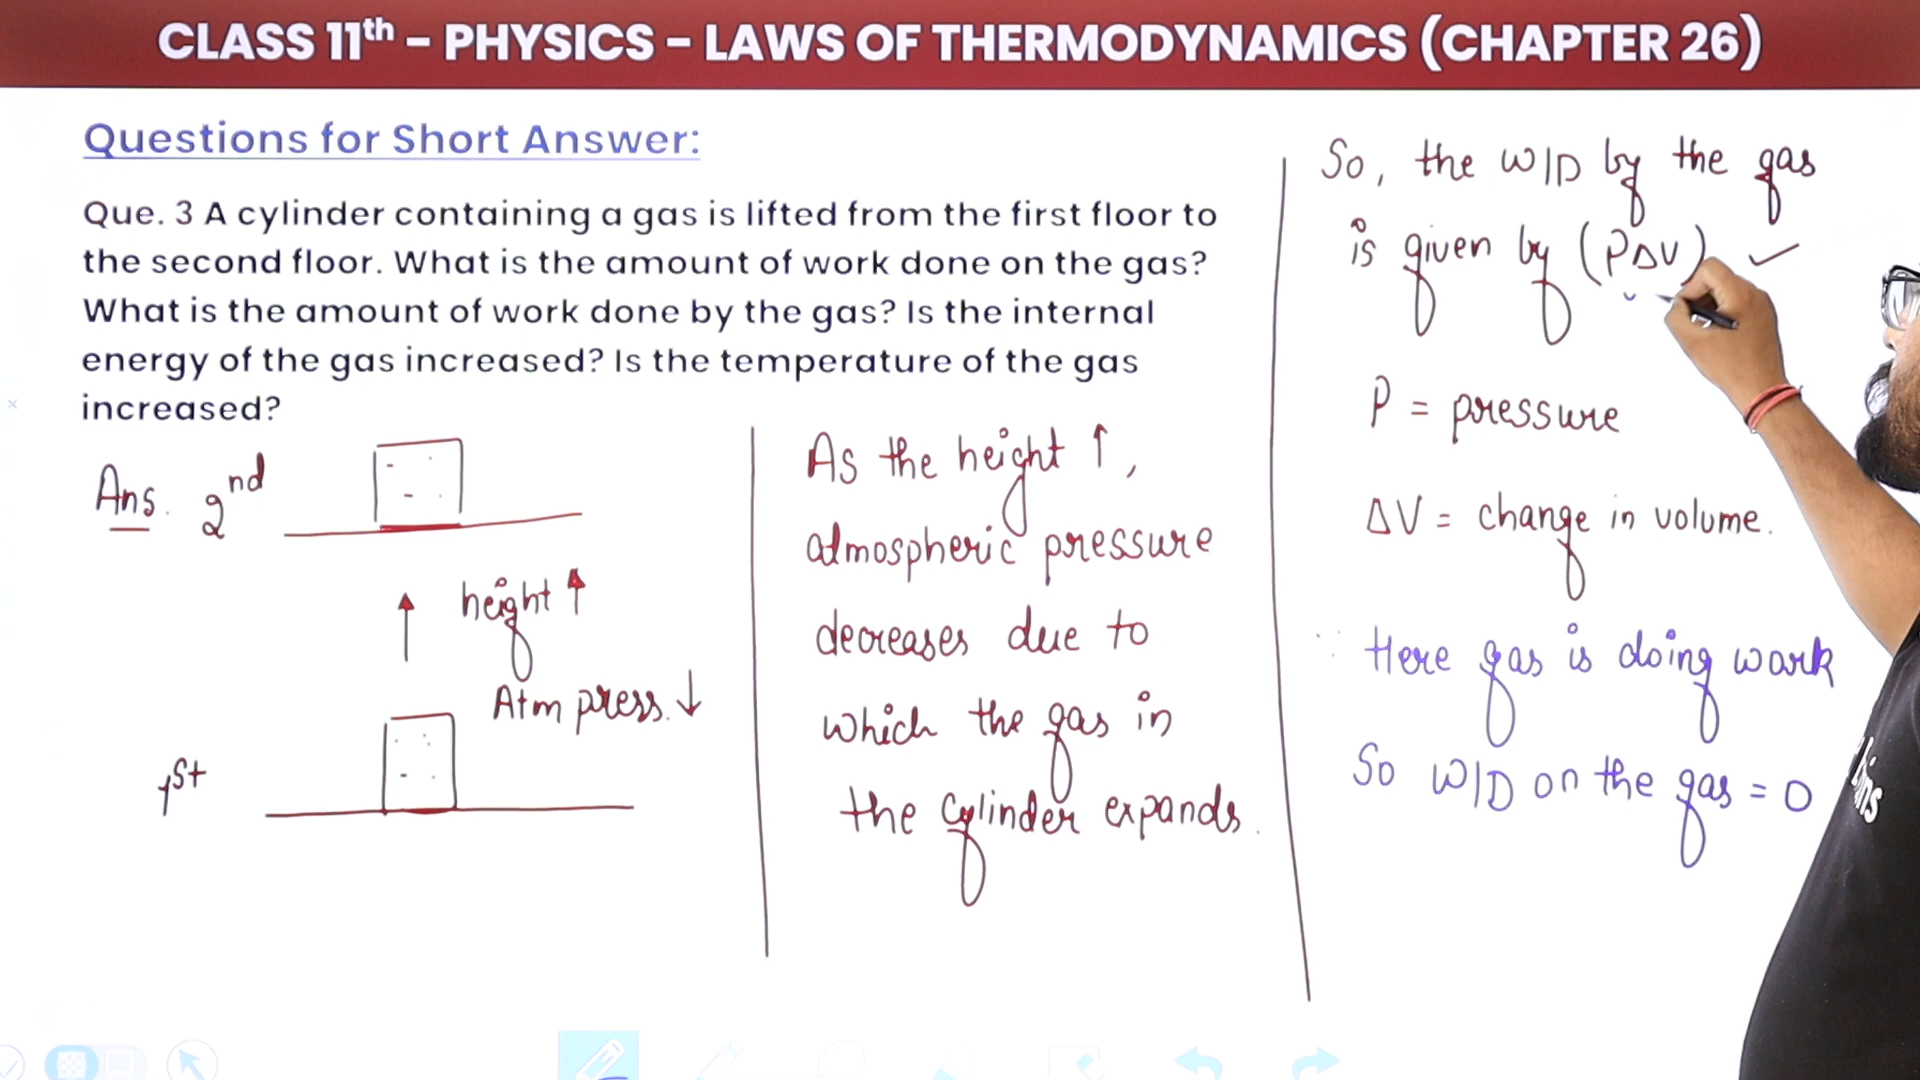 CLASS 11th - PHYSICS - LAWS OF THERMODYNAMICS (CHAPTER 26)
Questions for Short Answer:
Que. 3 A cylinder containing a gas is lifted from the first floor to
the second floor. What is the amount of work done on the gas?
What is the amount of work done by the gas? Is the internal
energy of the gas increased? Is the temperature of the gas
increased?
Ans. 2nd
height ↑
Atm press. ↓
1st
As the height ↑,
atmospheric pressure
decreases due to
which the gas in
the cylinder expands.
So, the W/D by the gas
is given by (PΔV) ✓
P = pressure
ΔV = change in volume.
∵ Here gas is doing work
So W/D on the gas = 0